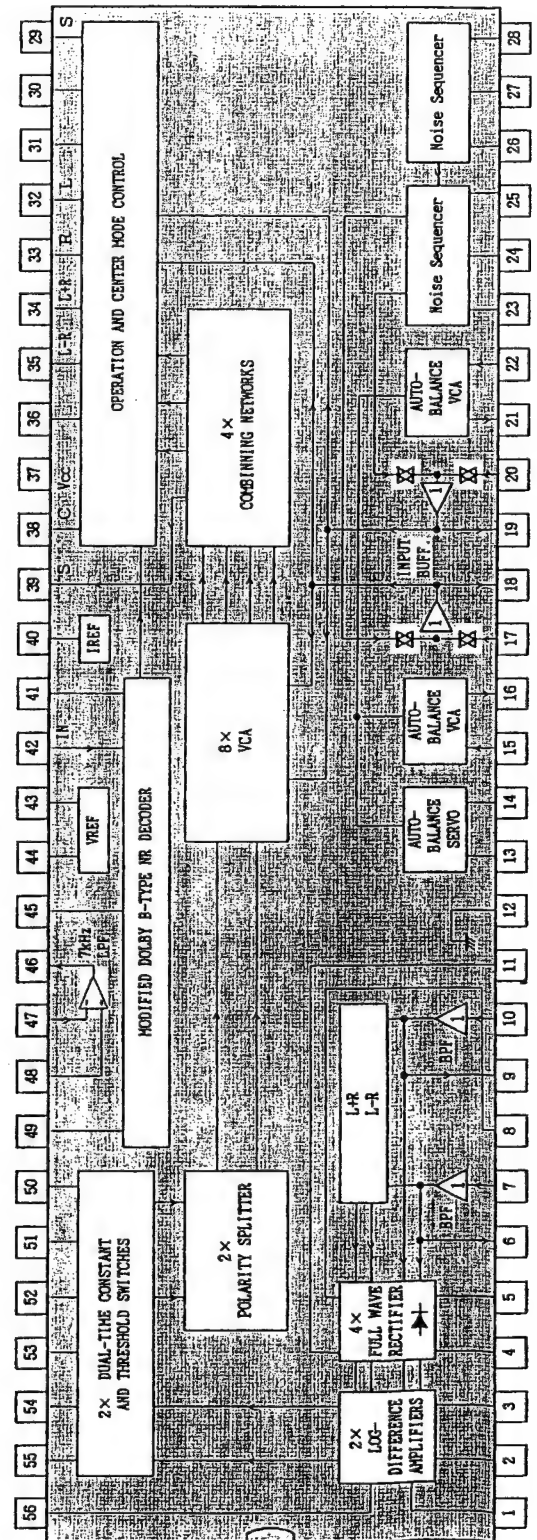 56 55 54 53 52 51 50 49 48 47 46 45 44 43 42 41 40 39 38 37 36 35 34 33 32 31 30 29
IN S C Vcc L-R L+R R L S
2× DUAL-TIME CONSTANT
AND THRESHOLD SWITCHES
7kHz
LPF
VREF
IREF
MODIFIED DOLBY B-TYPE NR DECODER
OPERATION AND CENTER MODE CONTROL
2×
POLARITY SPLITTER
8×
VCA
4×
COMBINNING NETWORKS
2×
LOG-
DIFFERENCE
AMPLIFIERS
4×
FULL WAVE
RECTIFIER
L+R
L-R
BPF
1
BPF
1
AUTO-
BALANCE
SERVO
AUTO-
BALANCE
VCA
1
INPUT
BUFF.
1
AUTO-
BALANCE
VCA
Noise Sequencer
Noise Sequencer
1 2 3 4 5 6 7 8 9 10 11 12 13 14 15 16 17 18 19 20 21 22 23 24 25 26 27 28